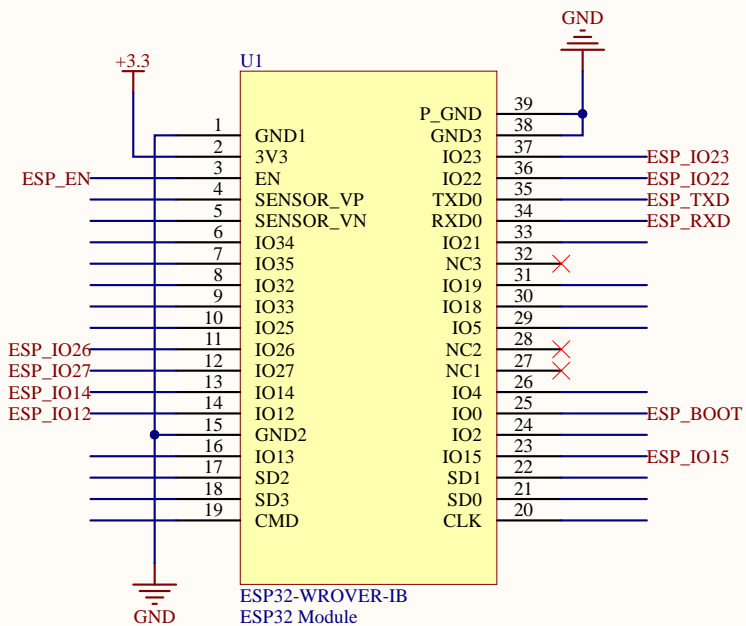 GND
+3.3
U1
39 P_GND
1 GND1
38 GND3
2 3V3
37 IO23 ESP_IO23
ESP_EN 3 EN
36 IO22 ESP_IO22
4 SENSOR_VP
35 TXD0 ESP_TXD
5 SENSOR_VN
34 RXD0 ESP_RXD
6 IO34
33 IO21
7 IO35
32 NC3
8 IO32
31 IO19
9 IO33
30 IO18
10 IO25
29 IO5
ESP_IO26 11 IO26
28 NC2
ESP_IO27 12 IO27
27 NC1
ESP_IO14 13 IO14
26 IO4
ESP_IO12 14 IO12
25 IO0 ESP_BOOT
15 GND2
24 IO2
16 IO13
23 IO15 ESP_IO15
17 SD2
22 SD1
18 SD3
21 SD0
19 CMD
20 CLK
GND
ESP32-WROVER-IB
ESP32 Module